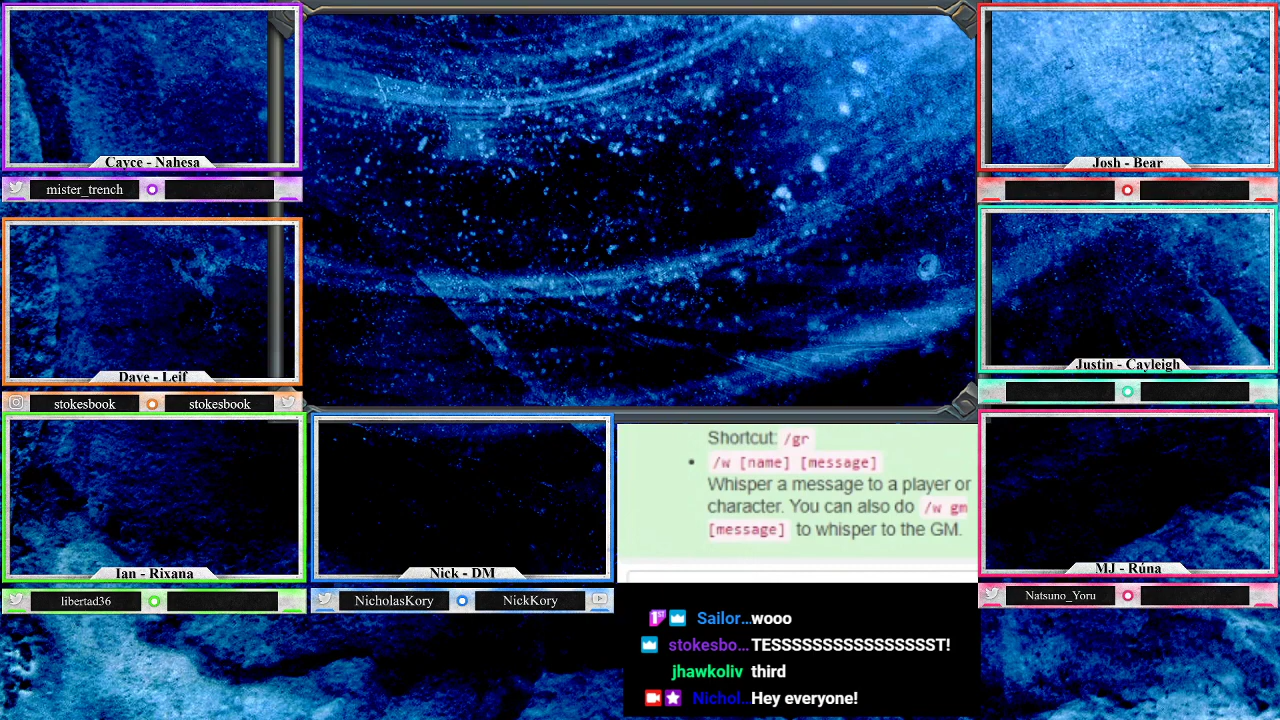 Cayce - Nahesa
mister_trench
Dave - Leif
stokesbook
stokesbook
Ian - Rixana
libertad36
Nick - DM
NicholasKory
NickKory
Josh - Bear
Justin - Cayleigh
MJ - Rúna
Natsuno_Yoru
Shortcut: /gr
• /w [name] [message]
Whisper a message to a player or
character. You can also do /w gm
[message] to whisper to the GM.
1ST Sailor...wooo
stokesbo...TESSSSSSSSSSSSSSSST!
jhawkoliv third
Nichol...Hey everyone!